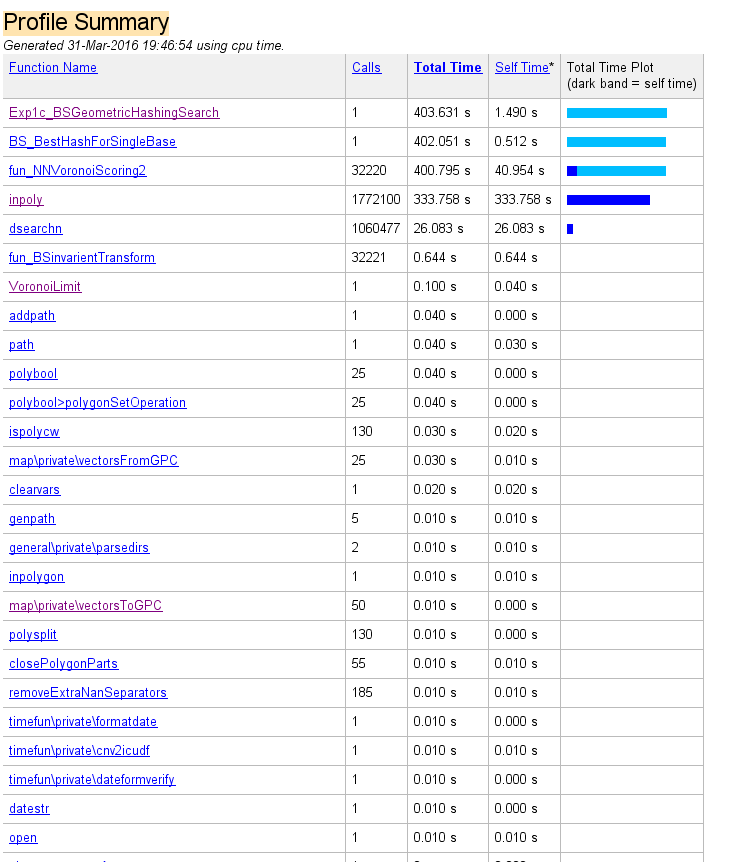 Profile Summary
Generated 31-Mar-2016 19:46:54 using cpu time.
Function Name Calls Total Time Self Time* Total Time Plot
(dark band = self time)
Exp1c_BSGeometricHashingSearch 1 403.631 s 1.490 s
BS_BestHashForSingleBase 1 402.051 s 0.512 s
fun_NNVoronoiScoring2 32220 400.795 s 40.954 s
inpoly 1772100 333.758 s 333.758 s
dsearchn 1060477 26.083 s 26.083 s
fun_BSinvarientTransform 32221 0.644 s 0.644 s
VoronoiLimit 1 0.100 s 0.040 s
addpath 1 0.040 s 0.000 s
path 1 0.040 s 0.030 s
polybool 25 0.040 s 0.000 s
polybool>polygonSetOperation 25 0.040 s 0.000 s
ispolycw 130 0.030 s 0.020 s
map\private\vectorsFromGPC 25 0.030 s 0.010 s
clearvars 1 0.020 s 0.020 s
genpath 5 0.010 s 0.010 s
general\private\parsedirs 2 0.010 s 0.010 s
inpolygon 1 0.010 s 0.010 s
map\private\vectorsToGPC 50 0.010 s 0.000 s
polysplit 130 0.010 s 0.000 s
closePolygonParts 55 0.010 s 0.010 s
removeExtraNanSeparators 185 0.010 s 0.010 s
timefun\private\formatdate 1 0.010 s 0.000 s
timefun\private\cnv2icudf 1 0.010 s 0.010 s
timefun\private\dateformverify 1 0.010 s 0.000 s
datestr 1 0.010 s 0.000 s
open 1 0.010 s 0.010 s